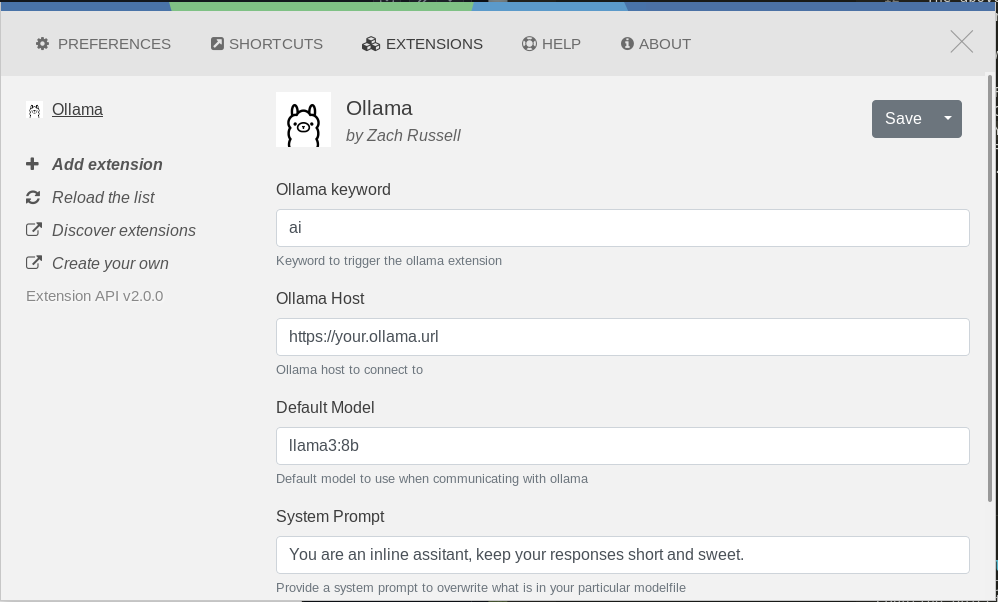 PREFERENCES SHORTCUTS EXTENSIONS HELP ABOUT
Ollama
Add extension
Reload the list
Discover extensions
Create your own
Extension API v2.0.0
Ollama
by Zach Russell
Save
Ollama keyword
ai
Keyword to trigger the ollama extension
Ollama Host
https://your.ollama.url
Ollama host to connect to
Default Model
llama3:8b
Default model to use when communicating with ollama
System Prompt
You are an inline assitant, keep your responses short and sweet.
Provide a system prompt to overwrite what is in your particular modelfile